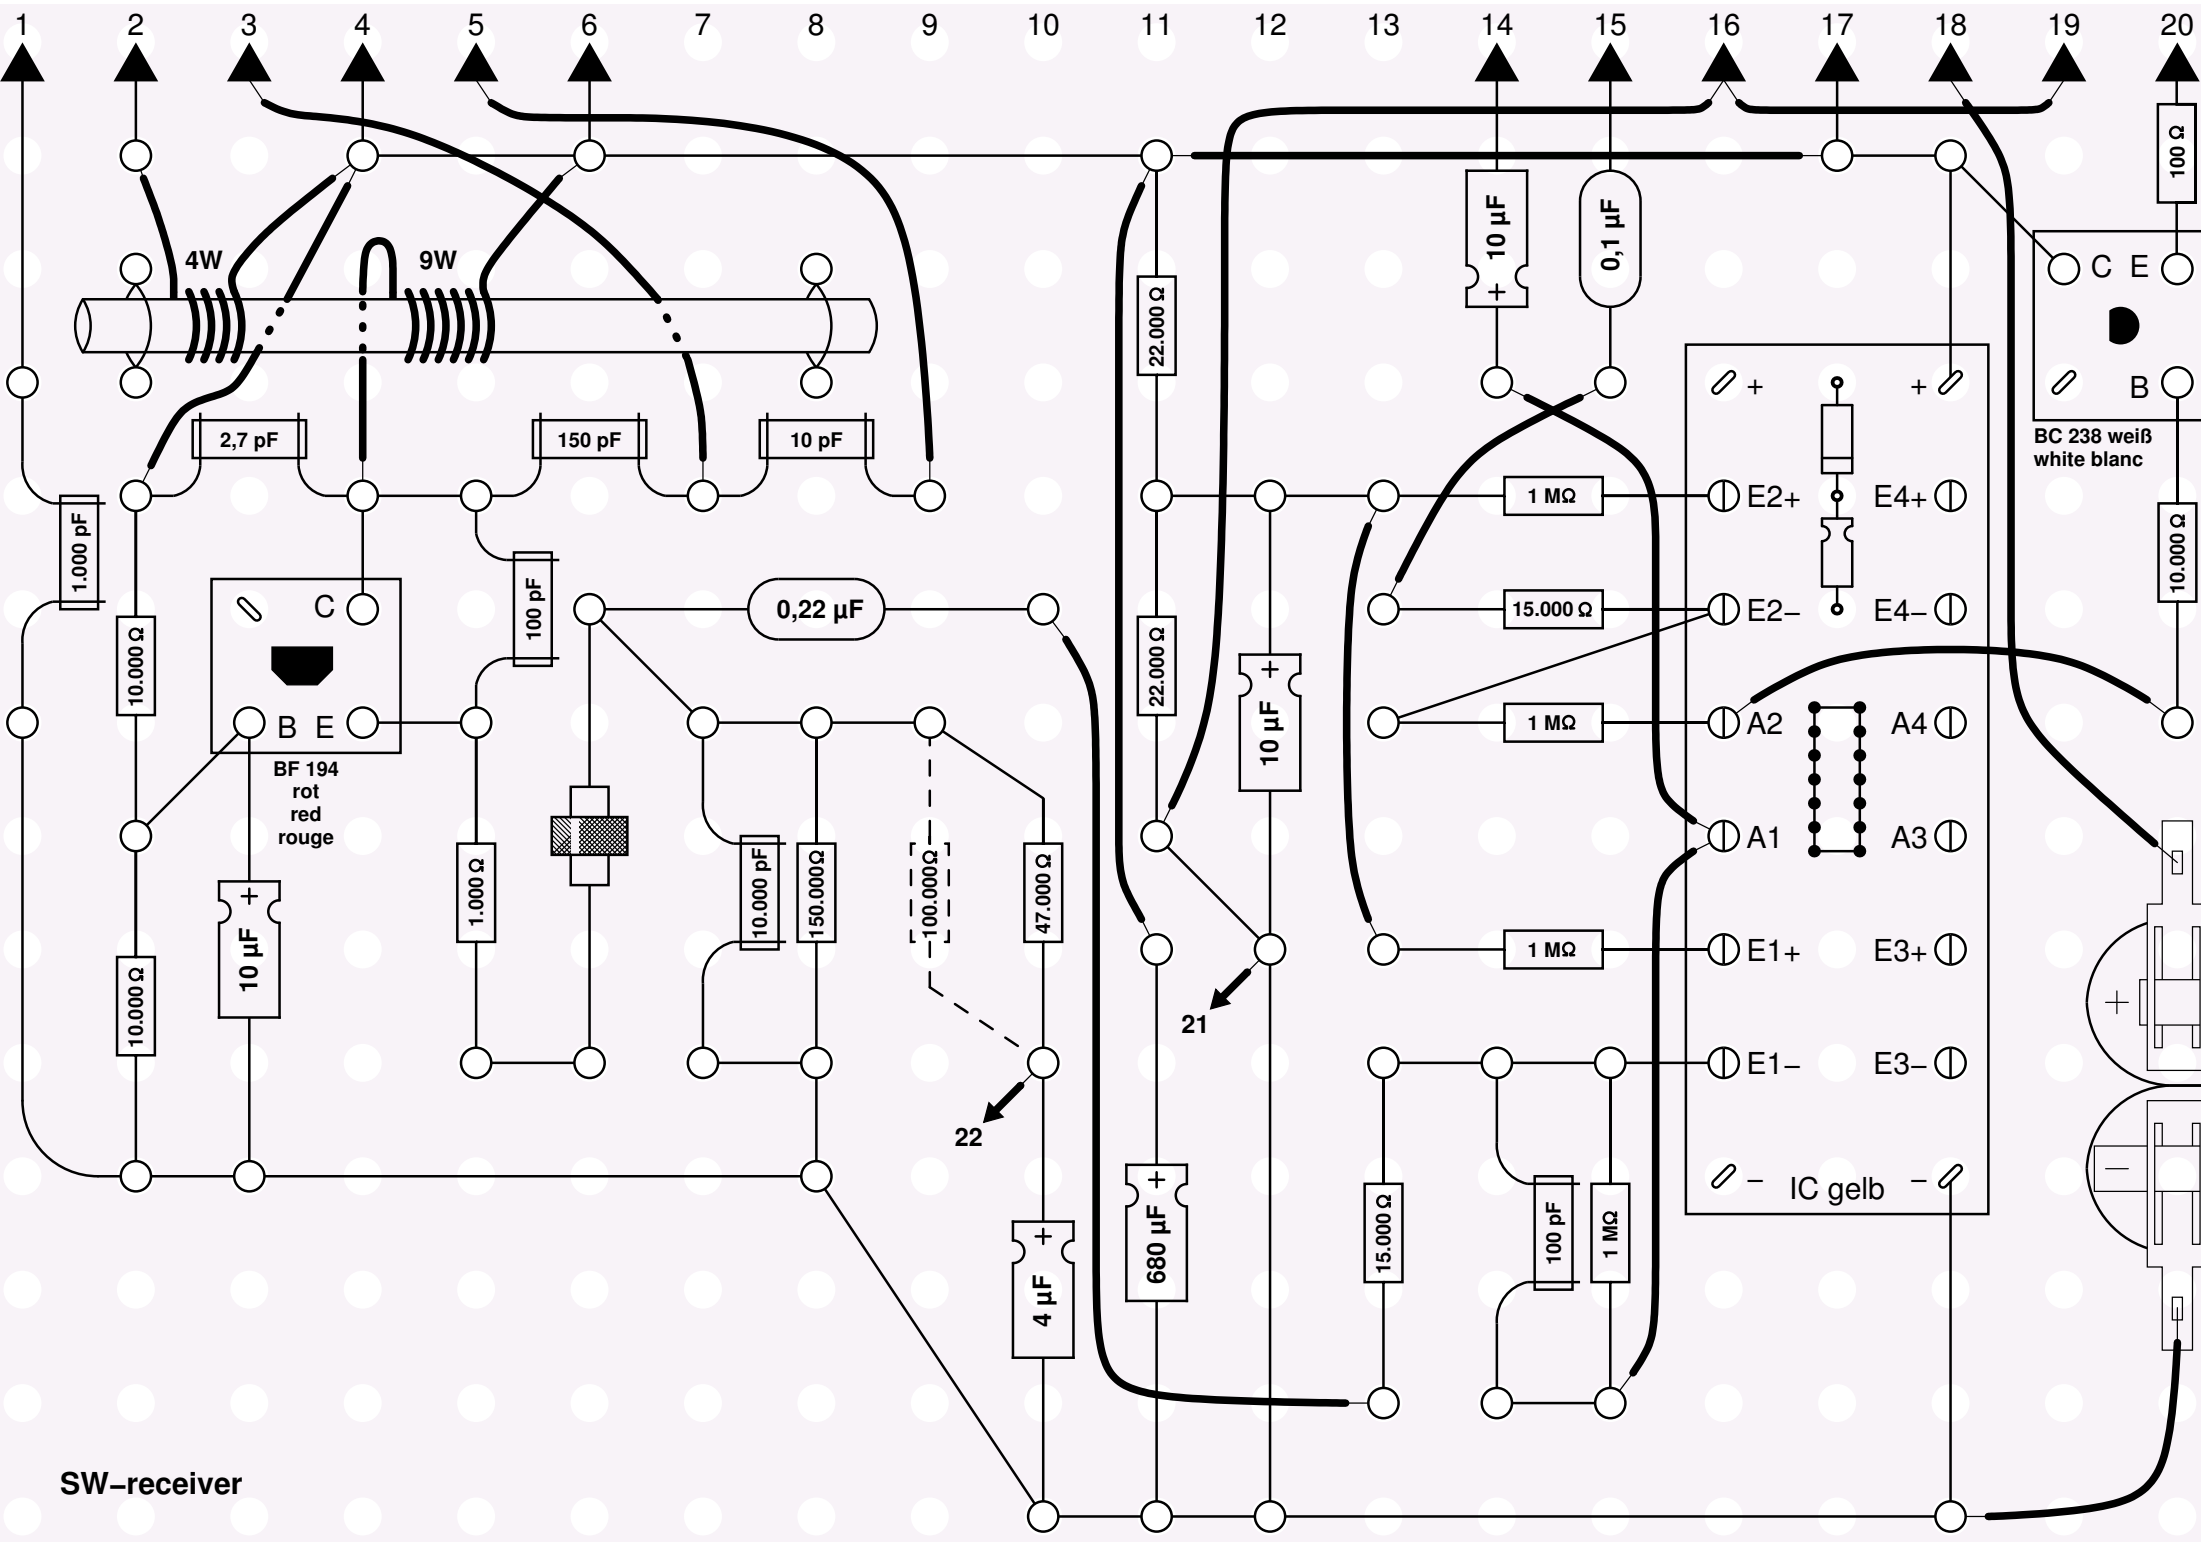 1 2 3 4 5 6 7 8 9 10 11 12 13 14 15 16 17 18 19 20
100 Ω
10 µF
+
0,1 µF
4W
9W
C E
B
BC 238 weiß
white blanc
22.000 Ω
+
+
2,7 pF
150 pF
10 pF
1 MΩ
E2+
E4+
1.000 pF
100 pF
10.000 Ω
10.000 Ω
C
B E
BF 194
rot
red
rouge
0,22 µF
22.000 Ω
15.000 Ω
E2−
E4−
+
10 µF
1 MΩ
A2
A4
A1
A3
+
10 µF
1.000 Ω
10.000 pF
150.000Ω
100.000Ω
47.000 Ω
1 MΩ
E1+
E3+
10.000 Ω
21
+
E1−
E3−
22
+
4 µF
+
680 µF
15.000 Ω
100 pF
1 MΩ
−
IC gelb
−
−
SW−receiver